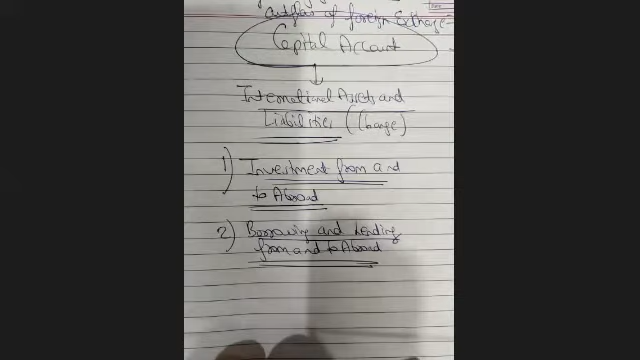 outflow of foreign Exchange
Capital Account
International Assets and
Liabilities (Change)
1) Investment from and
to Abroad
2) Borrowing and Lending
from and to Abroad